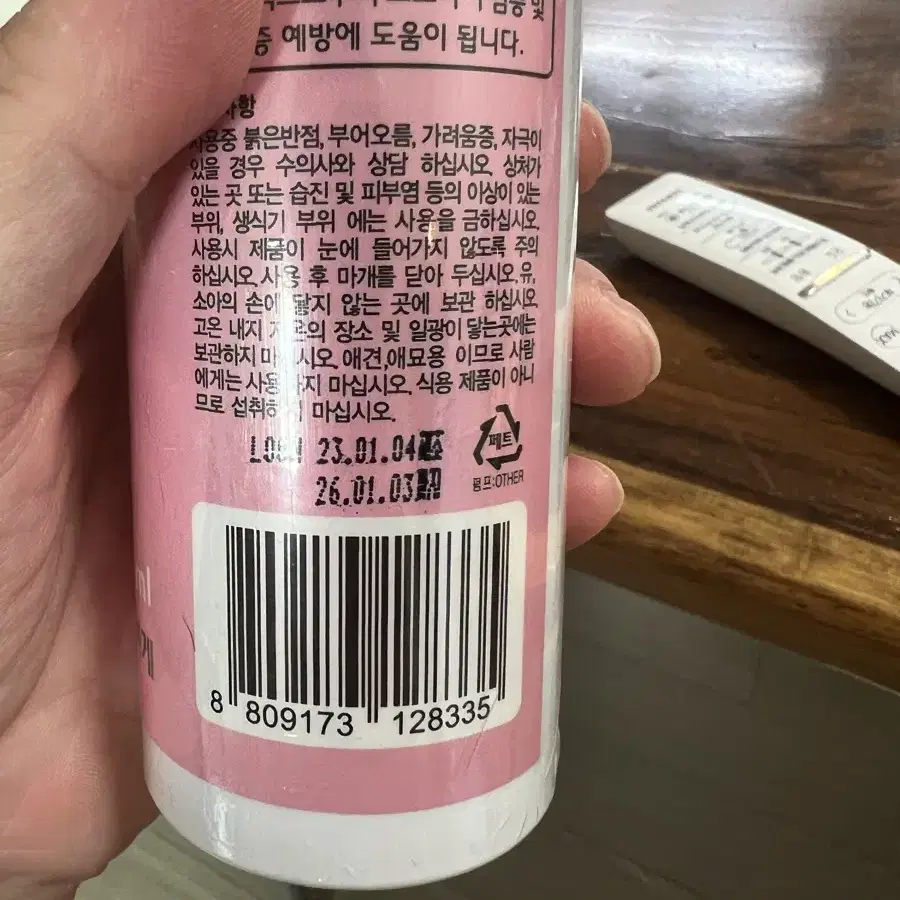 증 예방에 도움이 됩니다.
사용중 붉은반점, 부어오름, 가려움증, 자극이
있을 경우 수의사와 상담 하십시오. 상처가
있는 곳 또는 습진 및 피부염 등의 이상이 있는
부위, 생식기 부위 에는 사용을 금하십시오.
사용시 제품이 눈에 들어가지 않도록 주의
하십시오. 사용 후 마개를 닫아 두십시오. 유,
소아의 손에 닿지 않는 곳에 보관 하십시오
고온 내지 저온의 장소 및 일광이 닿는곳에는
보관하지 마십시오. 애견,애묘용 이므로 사람
에게는 사용하지 마십시오. 식용 제품이 아니
므로 섭취하지 마십시오.
23.01.04
26.01.03
페트
펌프:OTHER
8 809173 128335
ml